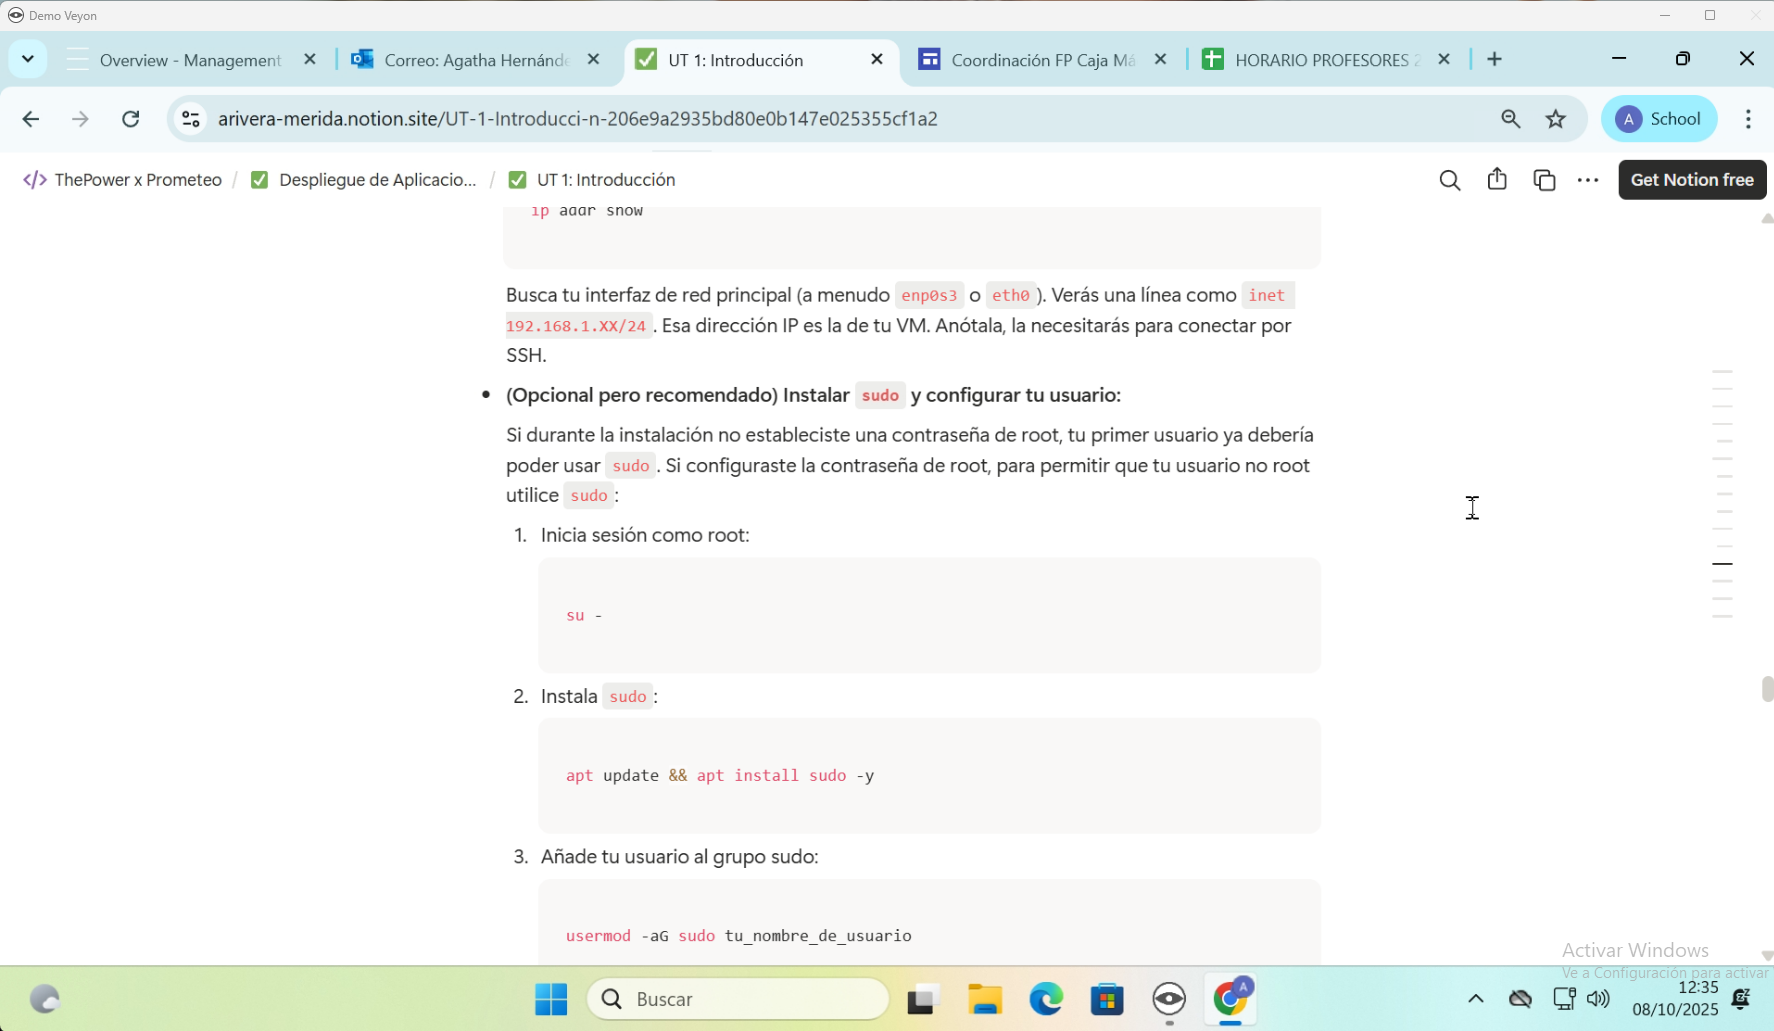 Demo Veyon
Overview - Management
Correo: Agatha Hernánde
UT 1: Introducción
Coordinación FP Caja Má
HORARIO PROFESORES 2
arivera-merida.notion.site/UT-1-Introducci-n-206e9a2935bd80e0b147e025355cf1a2
A School
ThePower x Prometeo / Despliegue de Aplicacio... / UT 1: Introducción
Get Notion free
ip addr show
Busca tu interfaz de red principal (a menudo enp0s3 o eth0 ). Verás una línea como inet
192.168.1.XX/24 . Esa dirección IP es la de tu VM. Anótala, la necesitarás para conectar por
SSH.
• (Opcional pero recomendado) Instalar sudo y configurar tu usuario:
Si durante la instalación no estableciste una contraseña de root, tu primer usuario ya debería
poder usar sudo . Si configuraste la contraseña de root, para permitir que tu usuario no root
utilice sudo :
1. Inicia sesión como root:
su -
2. Instala sudo :
apt update && apt install sudo -y
3. Añade tu usuario al grupo sudo:
usermod -aG sudo tu_nombre_de_usuario
Activar Windows
Ve a Configuración para activar
Buscar
A
12:35
08/10/2025